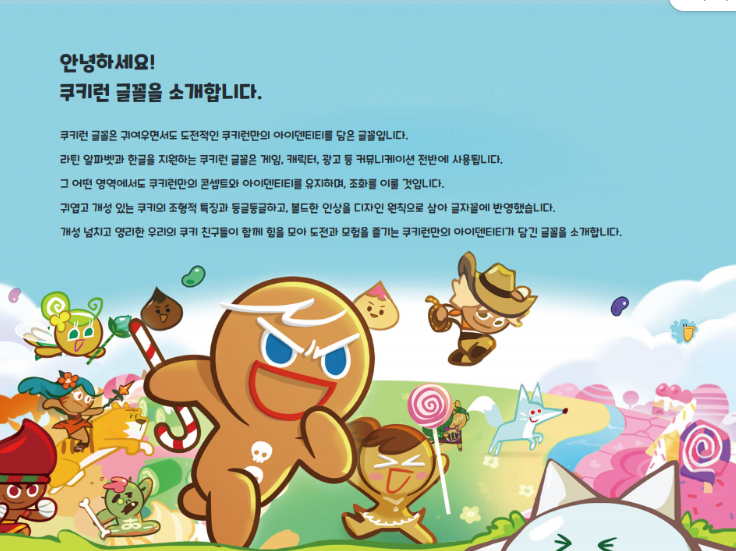 안녕하세요!
쿠키런 글꼴을 소개합니다.
쿠키런 글꼴은 귀여우면서도 도전적인 쿠키런만의 아이덴티티를 담은 글꼴입니다.
라틴 알파벳과 한글을 지원하는 쿠키런 글꼴은 게임, 캐릭터, 광고 등 커뮤니케이션 전반에 사용됩니다.
그 어떤 영역에서도 쿠키런만의 콘셉트와 아이덴티티를 유지하며, 조화를 이룰 것입니다.
귀엽고 개성 있는 쿠키의 조형적 특징과 둥글둥글하고, 볼드한 인상을 디자인 원칙으로 삼아 글자꼴에 반영했습니다.
개성 넘치고 영리한 우리의 쿠키 친구들이 함께 힘을 모아 도전과 모험을 즐기는 쿠키런만의 아이덴티티가 담긴 글꼴을 소개합니다.